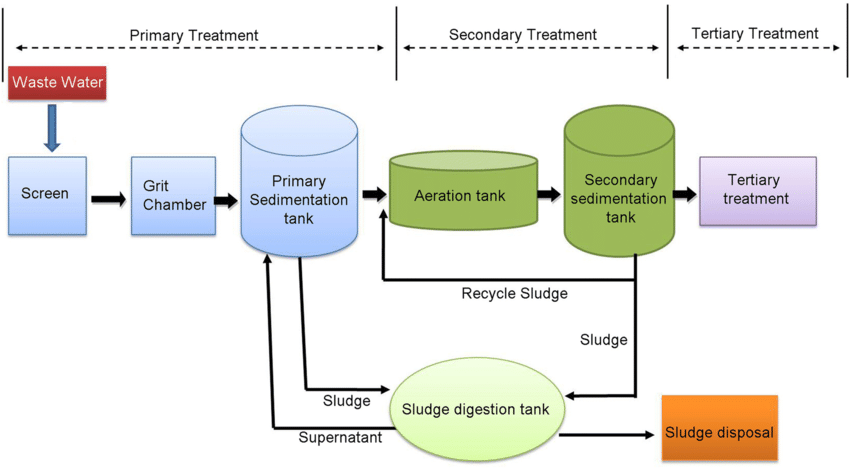 Primary Treatment
Secondary Treatment
Tertiary Treatment
Waste Water
Screen
Grit
Chamber
Primary
Sedimentation
tank
Aeration tank
Secondary
sedimentation
tank
Tertiary
treatment
Recycle Sludge
Sludge
Sludge
Supernatant
Sludge digestion tank
Sludge disposal